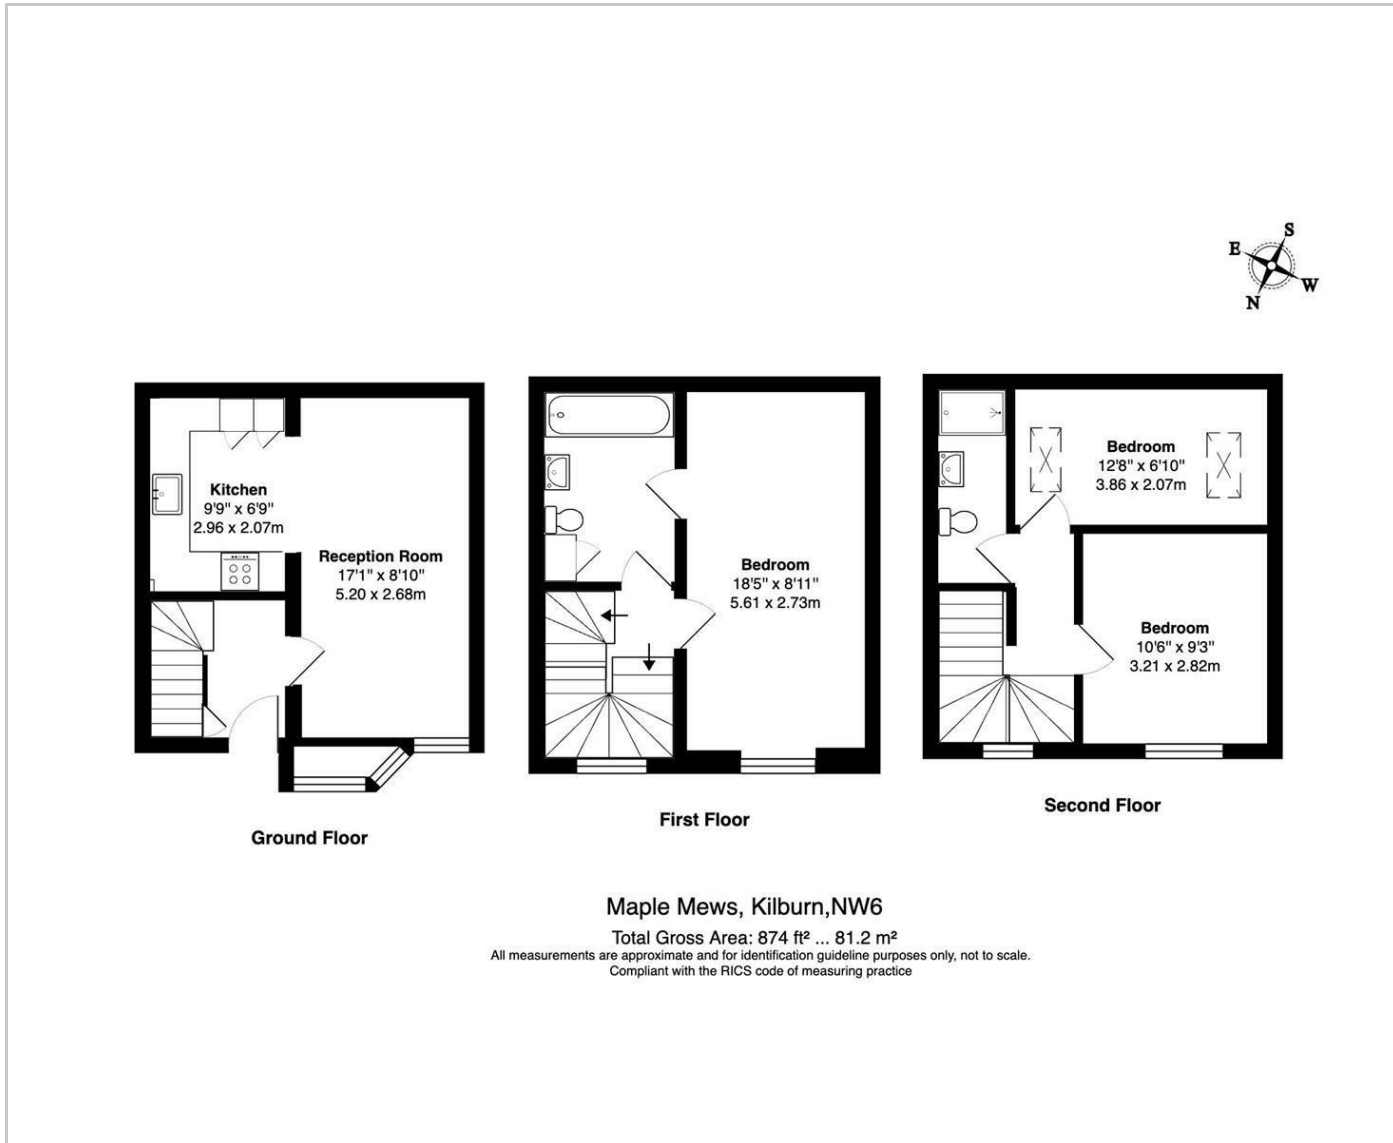 S
E
W
N
Kitchen
9'9" x 6'9"
2.96 x 2.07m
Reception Room
17'1" x 8'10"
5.20 x 2.68m
Ground Floor
Bedroom
18'5" x 8'11"
5.61 x 2.73m
First Floor
Bedroom
12'8" x 6'10"
3.86 x 2.07m
Bedroom
10'6" x 9'3"
3.21 x 2.82m
Second Floor
Maple Mews, Kilburn,NW6
Total Gross Area: 874 ft² ... 81.2 m²
All measurements are approximate and for identification guideline purposes only, not to scale.
Compliant with the RICS code of measuring practice